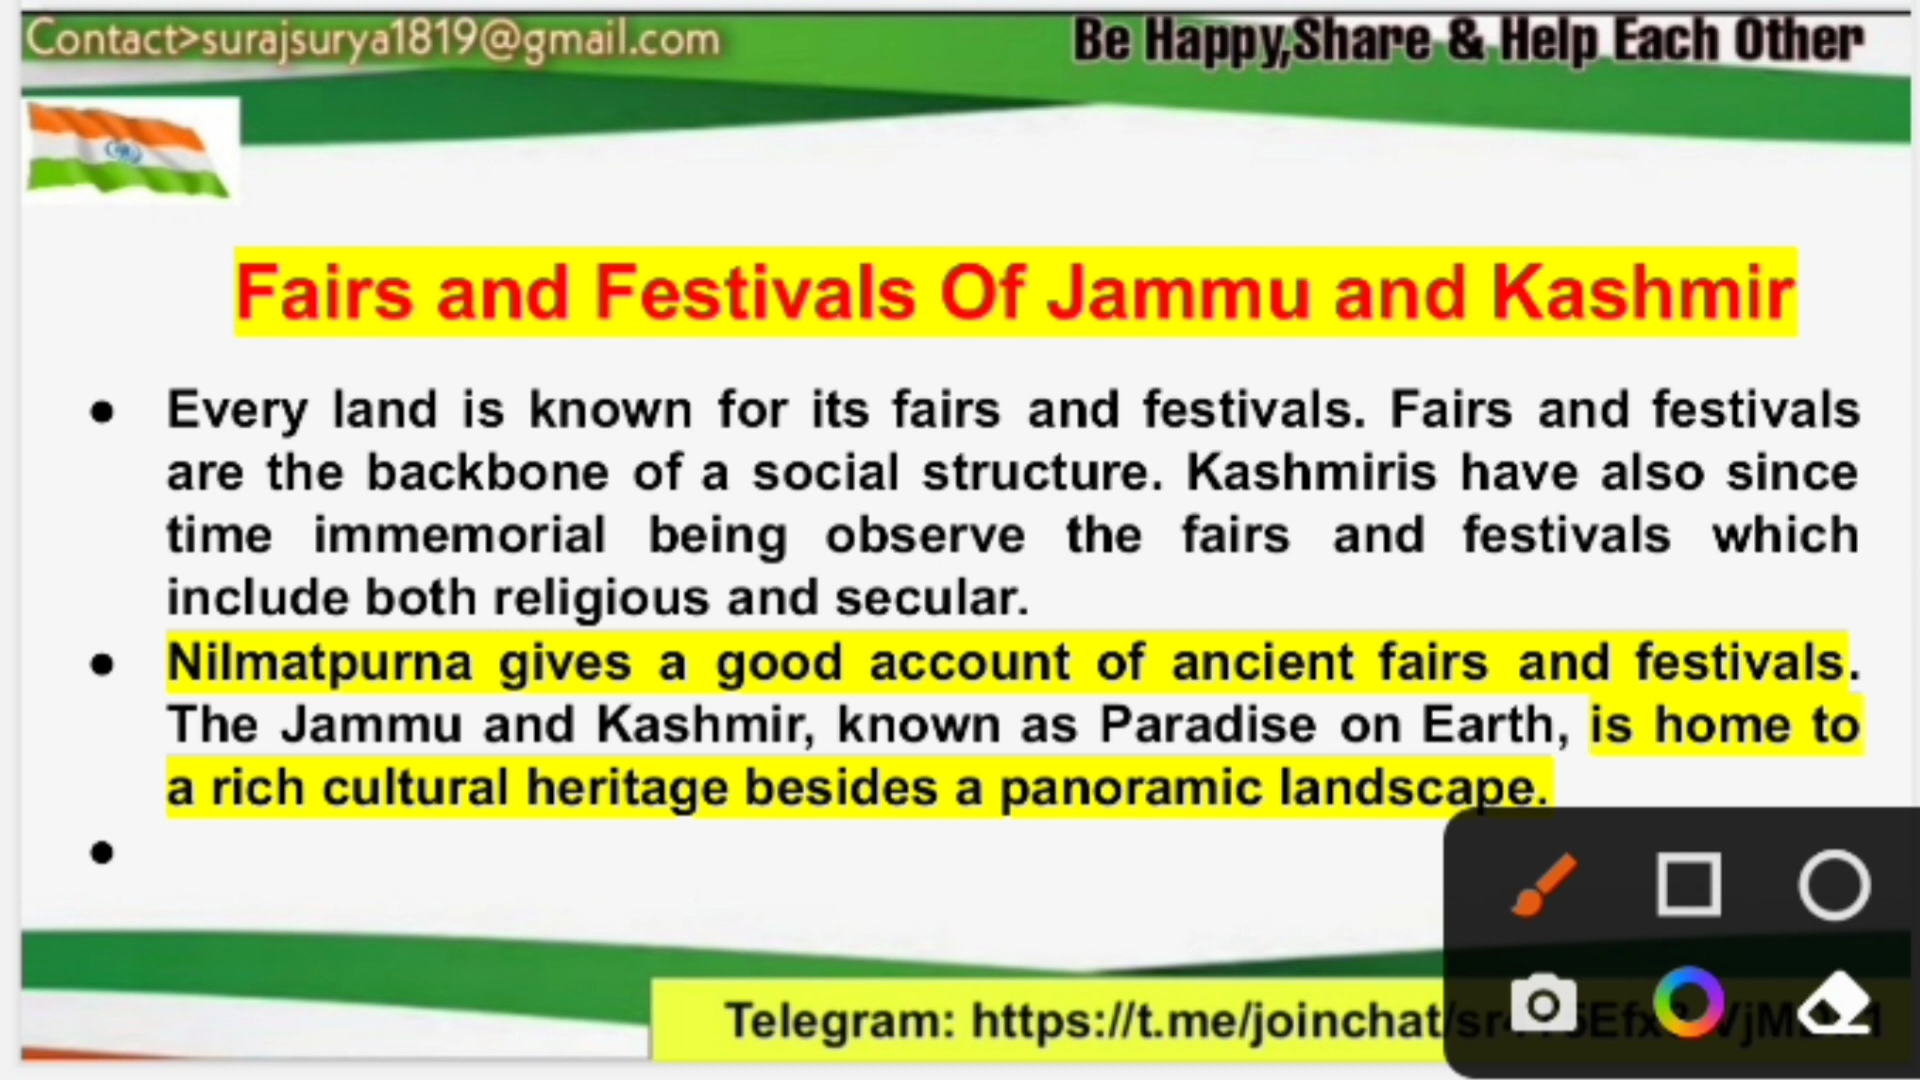 Contact>surajsurya1819@gmail.com
Be Happy,Share & Help Each Other
Fairs and Festivals Of Jammu and Kashmir
● Every land is known for its fairs and festivals. Fairs and festivals
are the backbone of a social structure. Kashmiris have also since
time immemorial being observe the fairs and festivals which
include both religious and secular.
● Nilmatpurna gives a good account of ancient fairs and festivals.
The Jammu and Kashmir, known as Paradise on Earth, is home to
a rich cultural heritage besides a panoramic landscape.
●
Telegram: https://t.me/joinchat/